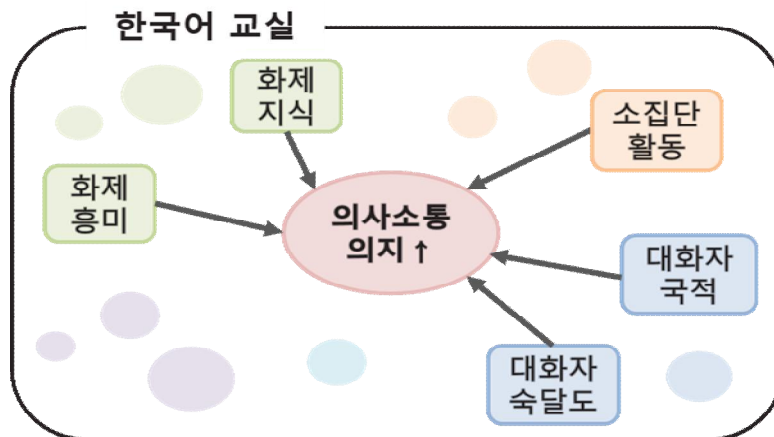 한국어 교실
화제
지식
소집단
활동
화제
흥미
의사소통
의지 ↑
대화자
국적
대화자
숙달도